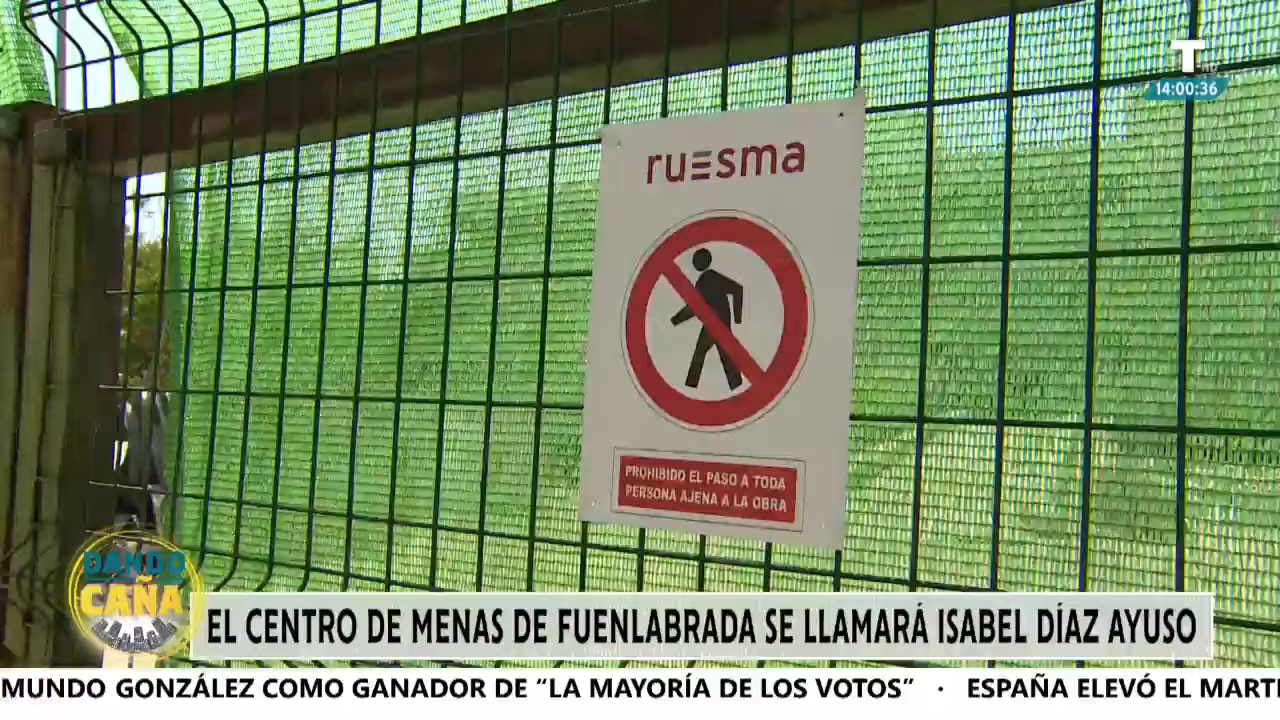 T
14:00:36
ruesma
PROHIBIDO EL PASO A TODA
PERSONA AJENA A LA OBRA
DANDO
CAÑA
EL CENTRO DE MENAS DE FUENLABRADA SE LLAMARÁ ISABEL DÍAZ AYUSO
MUNDO GONZÁLEZ COMO GANADOR DE “LA MAYORÍA DE LOS VOTOS” · ESPAÑA ELEVÓ EL MARTE